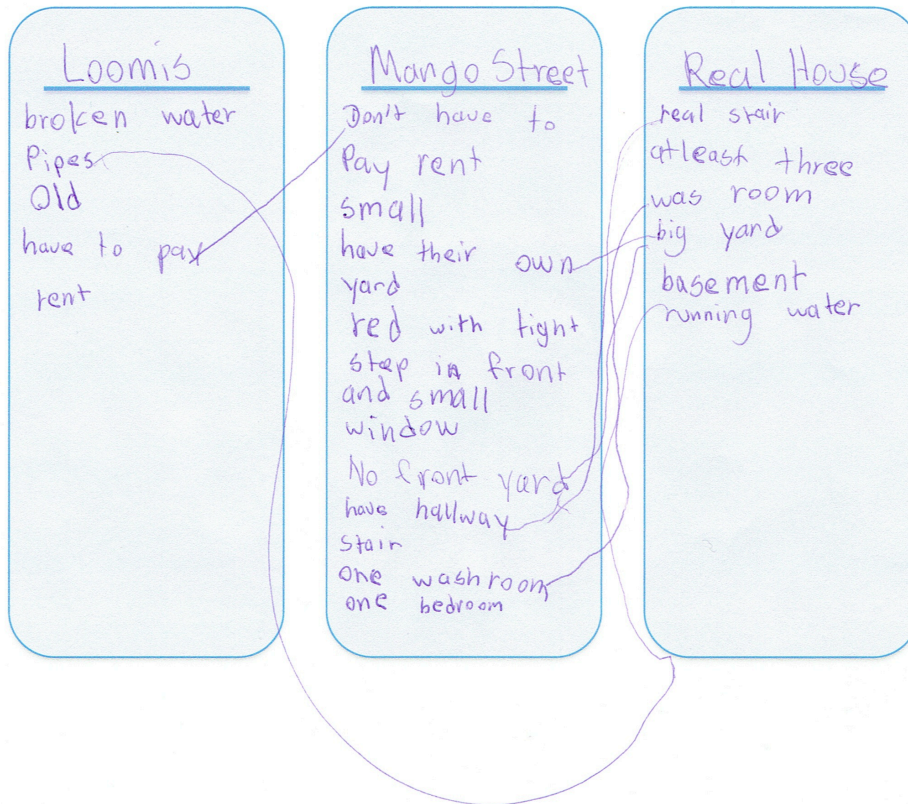 Loomis
broken water
Pipes
Old
have to pay
rent
Mango Street
Don't have to
Pay rent
small
have their own
yard
red with tight
step in front
and small
window
No front yard
have hallway
stair
one washroom
one bedroom
Real House
real stair
atleast three
was room
big yard
basement
running water